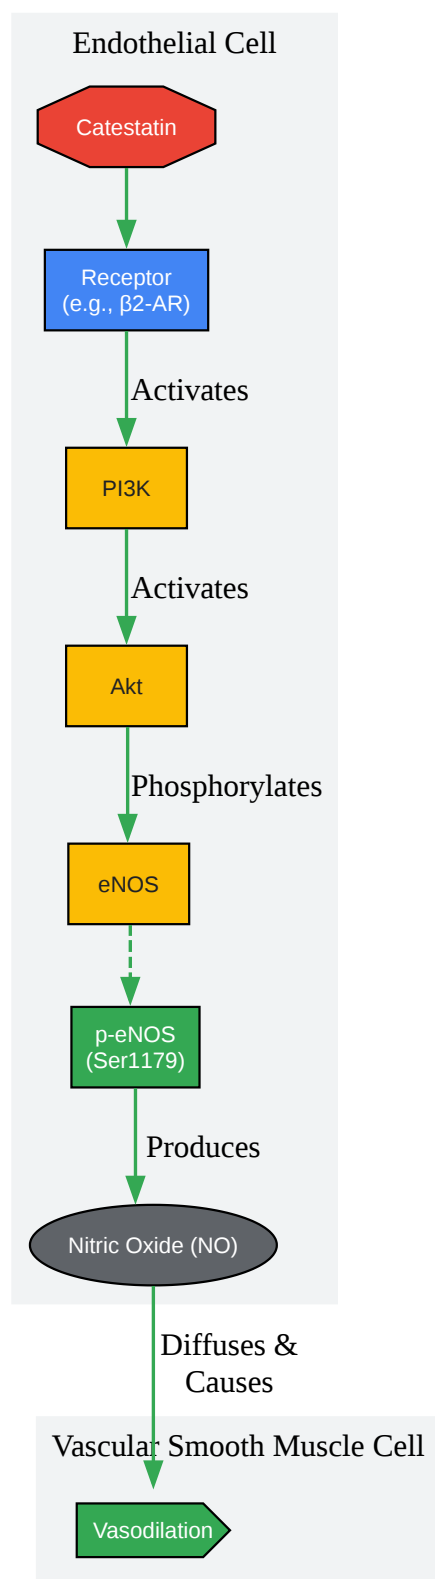 Endothelial Cell
Catestatin
Receptor
(e.g., β2-AR)
Activates
PI3K
Activates
Akt
Phosphorylates
eNOS
p-eNOS
(Ser1179)
Produces
Nitric Oxide (NO)
Diffuses &
Causes
Vascular Smooth Muscle Cell
Vasodilation